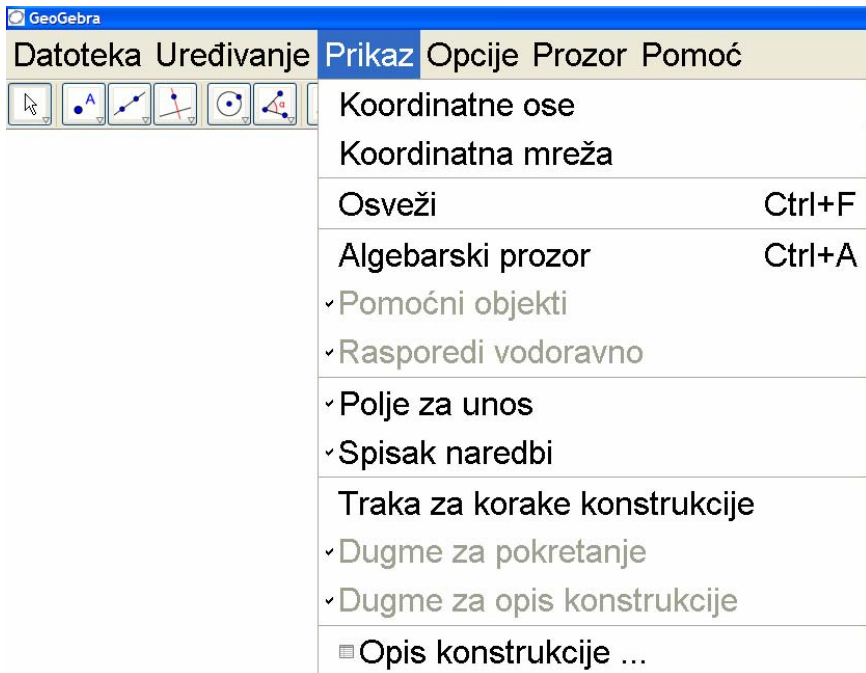 GeoGebra
Datoteka Uređivanje Prikaz Opcije Prozor Pomoć
A α
Koordinatne ose
Koordinatna mreža
Osveži Ctrl+F
Algebarski prozor Ctrl+A
Pomoćni objekti
Rasporedi vodoravno
Polje za unos
Spisak naredbi
Traka za korake konstrukcije
Dugme za pokretanje
Dugme za opis konstrukcije
Opis konstrukcije ...